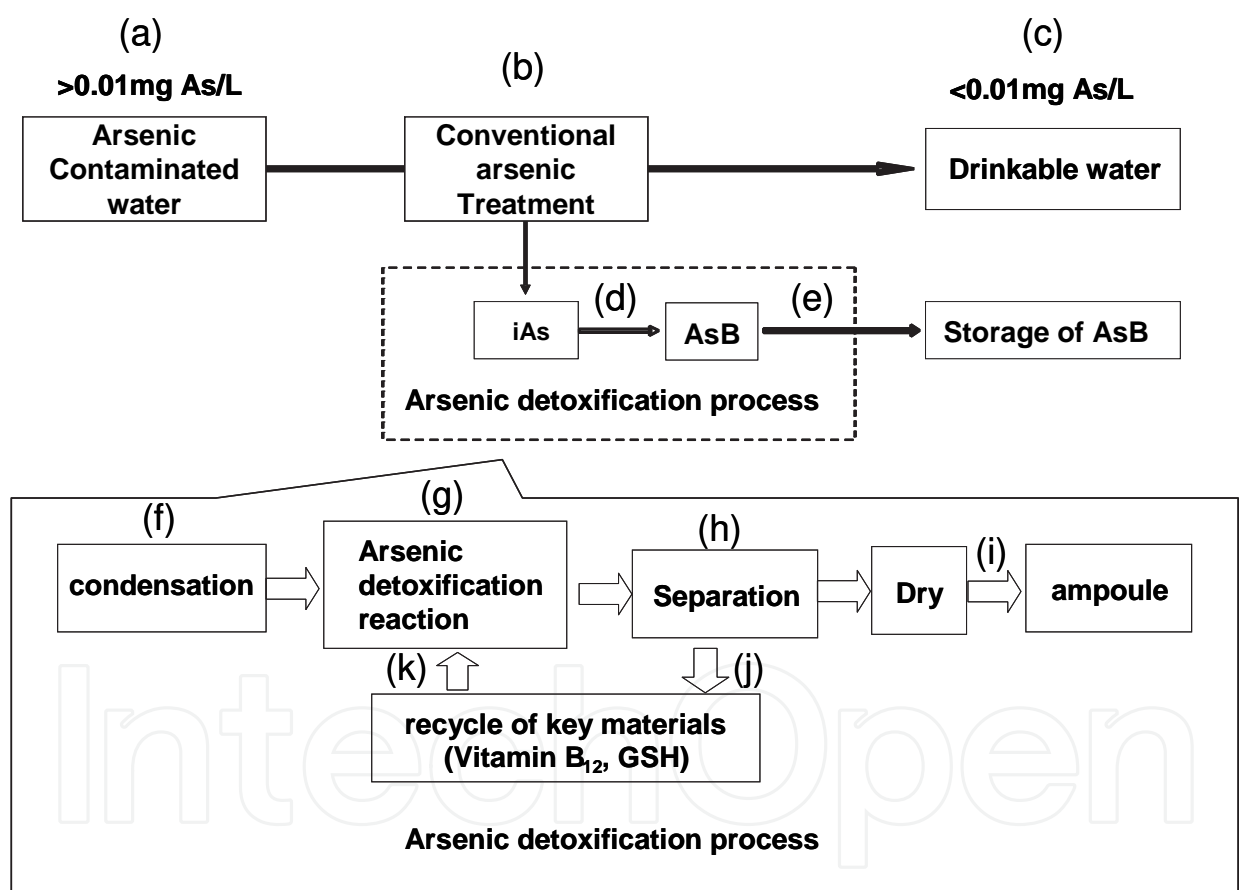 (a)
(b)
(c)
>0.01mg As/L
<0.01mg As/L
Arsenic
Contaminated
water
Conventional
arsenic
Treatment
Drinkable water
(d)
(e)
iAs
AsB
Storage of AsB
Arsenic detoxification process
(f)
(g)
(h)
(i)
condensation
Arsenic
detoxification
reaction
Separation
Dry
ampoule
(k)
(j)
recycle of key materials
(Vitamin B₁₂, GSH)
IntechOpen
Arsenic detoxification process